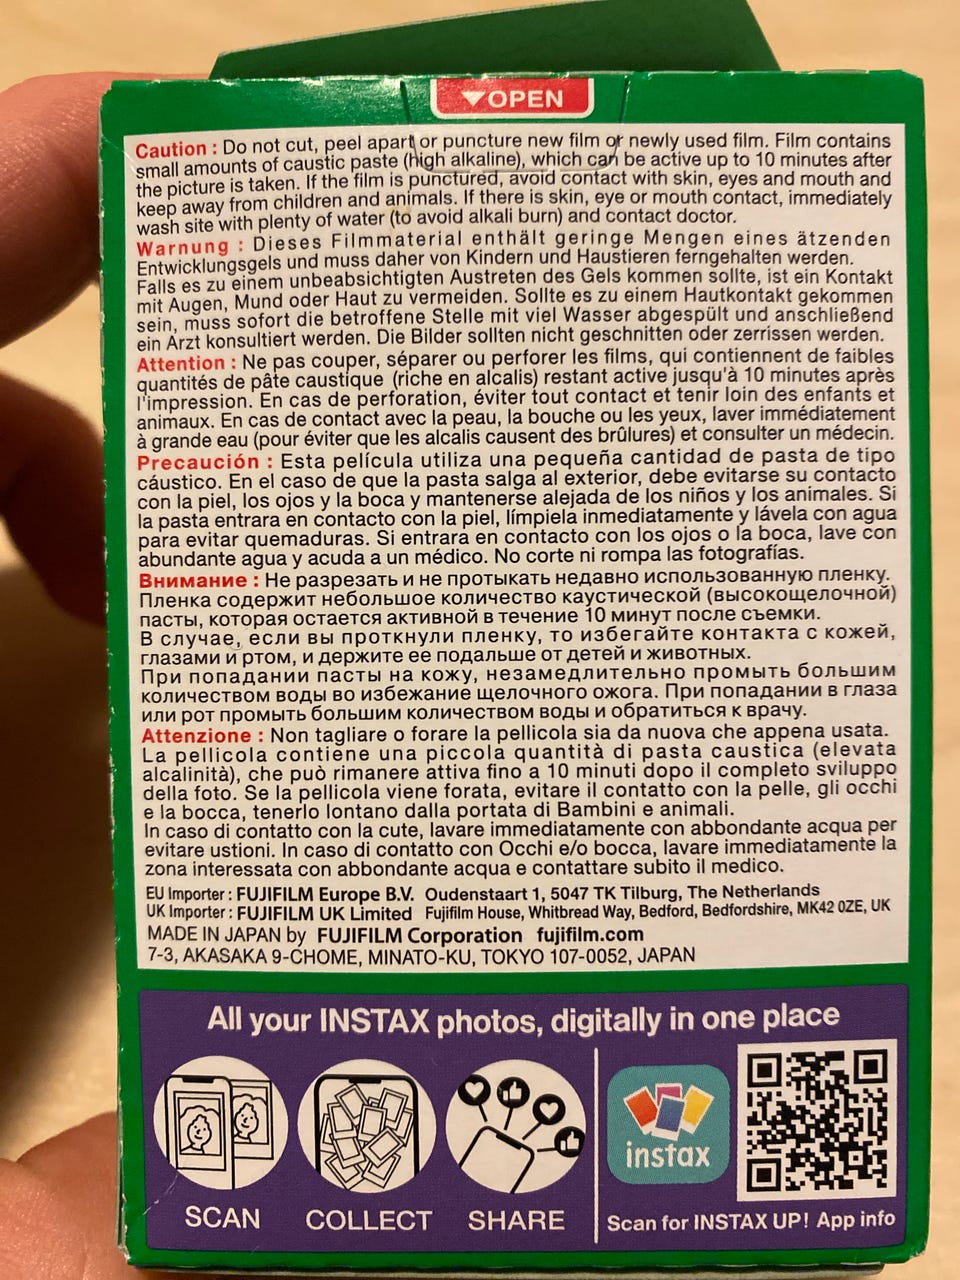 ▼OPEN
Caution : Do not cut, peel apart or puncture new film or newly used film. Film contains
small amounts of caustic paste (high alkaline), which can be active up to 10 minutes after
the picture is taken. If the film is punctured, avoid contact with skin, eyes and mouth and
keep away from children and animals. If there is skin, eye or mouth contact, immediately
wash site with plenty of water (to avoid alkali burn) and contact doctor.
Warnung : Dieses Filmmaterial enthält geringe Mengen eines ätzenden
Entwicklungsgels und muss daher von Kindern und Haustieren ferngehalten werden.
Falls es zu einem unbeabsichtigten Austreten des Gels kommen sollte, ist ein Kontakt
mit Augen, Mund oder Haut zu vermeiden. Sollte es zu einem Hautkontakt gekommen
sein, muss sofort die betroffene Stelle mit viel Wasser abgespült und anschließend
ein Arzt konsultiert werden. Die Bilder sollten nicht geschnitten oder zerrissen werden.
Attention : Ne pas couper, séparer ou perforer les films, qui contiennent de faibles
quantités de pâte caustique (riche en alcalis) restant active jusqu'à 10 minutes après
l'impression. En cas de perforation, éviter tout contact et tenir loin des enfants et
animaux. En cas de contact avec la peau, la bouche ou les yeux, laver immédiatement
à grande eau (pour éviter que les alcalis causent des brûlures) et consulter un médecin.
Precaución : Esta película utiliza una pequeña cantidad de pasta de tipo
cáustico. En el caso de que la pasta salga al exterior, debe evitarse su contacto
con la piel, los ojos y la boca y mantenerse alejada de los niños y los animales. Si
la pasta entrara en contacto con la piel, límpiela inmediatamente y lávela con agua
para evitar quemaduras. Si entrara en contacto con los ojos o la boca, lave con
abundante agua y acuda a un médico. No corte ni rompa las fotografías.
Внимание : Не разрезать и не протыкать недавно использованную пленку.
Пленка содержит небольшое количество каустической (высокощелочной)
пасты, которая остается активной в течение 10 минут после съемки.
В случае, если вы проткнули пленку, то избегайте контакта с кожей,
глазами и ртом, и держите ее подальше от детей и животных.
При попадании пасты на кожу, незамедлительно промыть большим
количеством воды во избежание щелочного ожога. При попадании в глаза
или рот промыть большим количеством воды и обратиться к врачу.
Attenzione : Non tagliare o forare la pellicola sia da nuova che appena usata.
La pellicola contiene una piccola quantità di pasta caustica (elevata
alcalinità), che può rimanere attiva fino a 10 minuti dopo il completo sviluppo
della foto. Se la pellicola viene forata, evitare il contatto con la pelle, gli occhi
e la bocca, tenerlo lontano dalla portata di Bambini e animali.
In caso di contatto con la cute, lavare immediatamente con abbondante acqua per
evitare ustioni. In caso di contatto con Occhi e/o bocca, lavare immediatamente la
zona interessata con abbondante acqua e contattare subito il medico.
EU Importer : FUJIFILM Europe B.V. Oudenstaart 1, 5047 TK Tilburg, The Netherlands
UK Importer : FUJIFILM UK Limited Fujifilm House, Whitbread Way, Bedford, Bedfordshire, MK42 0ZE, UK
MADE IN JAPAN by FUJIFILM Corporation fujifilm.com
7-3, AKASAKA 9-CHOME, MINATO-KU, TOKYO 107-0052, JAPAN
All your INSTAX photos, digitally in one place
instax
SCAN COLLECT SHARE
Scan for INSTAX UP! App info